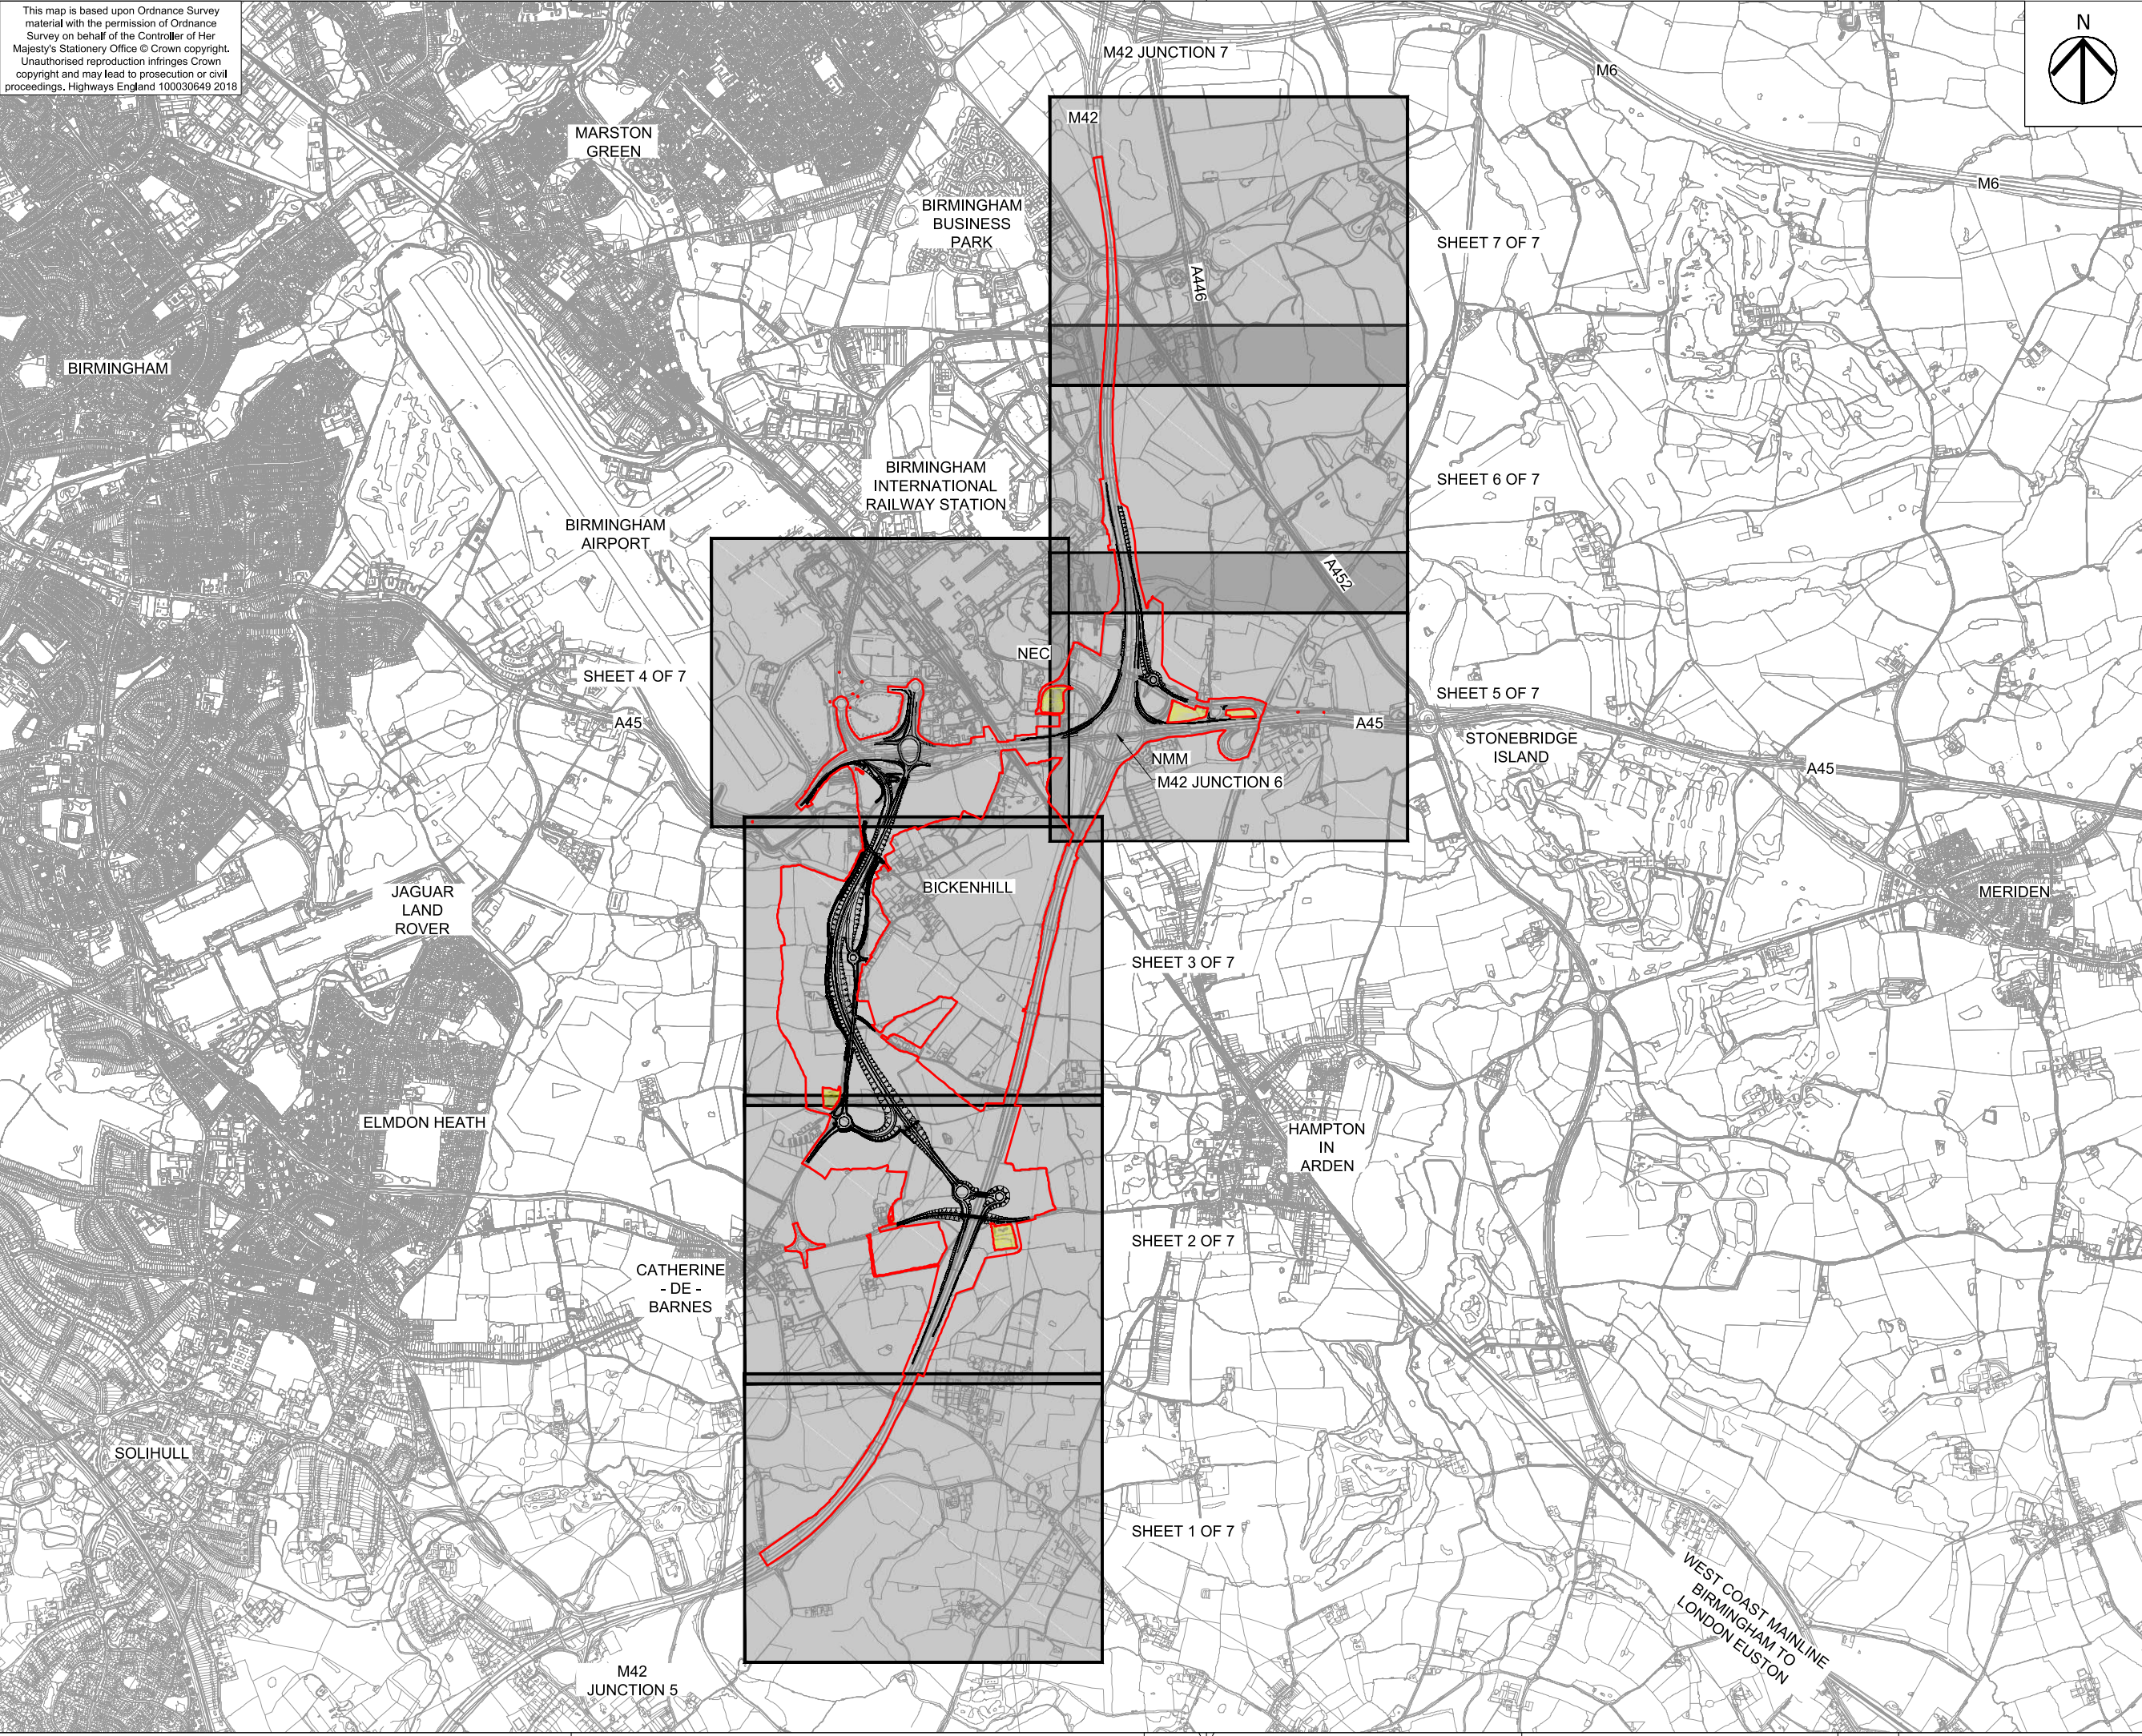 This map is based upon Ordnance Survey
material with the permission of Ordnance
Survey on behalf of the Controller of Her
Majesty's Stationery Office © Crown copyright.
Unauthorised reproduction infringes Crown
copyright and may lead to prosecution or civil
proceedings. Highways England 100030649 2018
N
M42 JUNCTION 7
M6
M42
MARSTON
GREEN
M6
BIRMINGHAM
BUSINESS
PARK
SHEET 7 OF 7
A446
BIRMINGHAM
BIRMINGHAM
INTERNATIONAL
RAILWAY STATION
SHEET 6 OF 7
BIRMINGHAM
AIRPORT
A452
NEC
SHEET 4 OF 7
SHEET 5 OF 7
A45
A45
STONEBRIDGE
ISLAND
NMM
A45
M42 JUNCTION 6
JAGUAR
LAND
ROVER
BICKENHILL
MERIDEN
SHEET 3 OF 7
ELMDON HEATH
HAMPTON
IN
ARDEN
SHEET 2 OF 7
CATHERINE
- DE -
BARNES
SOLIHULL
SHEET 1 OF 7
WEST COAST MAINLINE
BIRMINGHAM TO
LONDON EUSTON
M42
JUNCTION 5